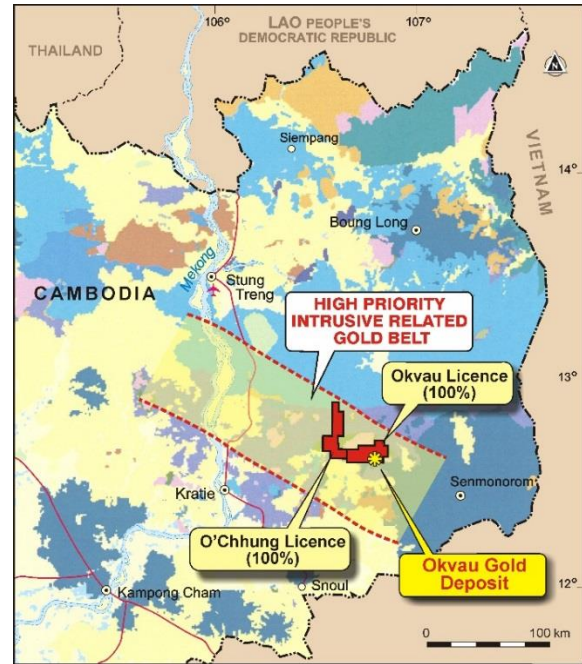 106°
107°
LAO PEOPLE'S
DEMOCRATIC REPUBLIC
THAILAND
Siempang
VIETNAM
14°
Boung Long
Mekong
Stung
Treng
CAMBODIA
HIGH PRIORITY
INTRUSIVE RELATED
GOLD BELT
Okvau Licence
(100%)
13°
Kratie
Senmonorom
O'Chhung Licence
(100%)
Okvau Gold
Deposit
Snoul
Kampong Cham
12°
0
100 km